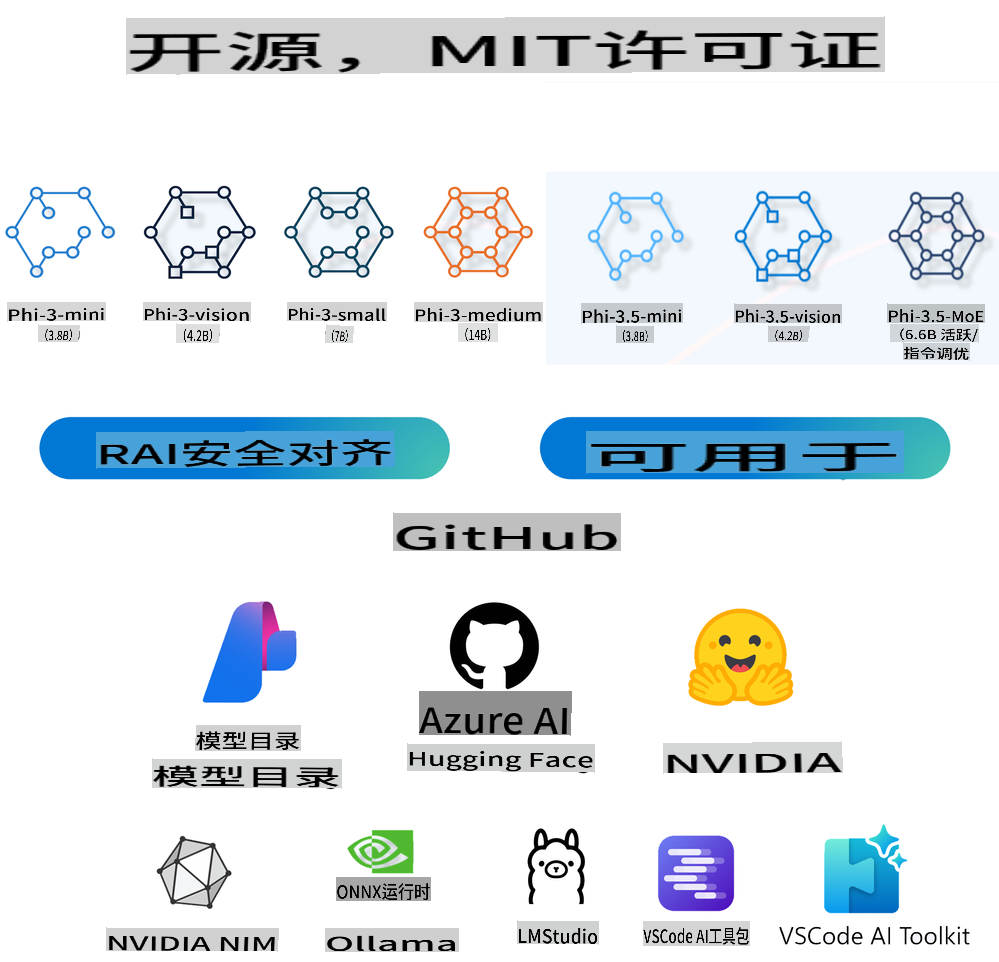 开源，MIT许可证
Phi-3-mini
(3.8B)
Phi-3-vision
(4.2B)
Phi-3-small
(7B)
Phi-3-medium
(14B)
Phi-3.5-mini
(3.8B)
Phi-3.5-vision
(4.2B)
Phi-3.5-MoE
（6.6B 活跃/
指令调优
RAI安全对齐
可用于
GitHub
模型目录
模型目录
Azure AI
Hugging Face
NVIDIA
NVIDIA NIM
ONNX运行时
Ollama
LMStudio
VSCode AI工具包
VSCode AI Toolkit